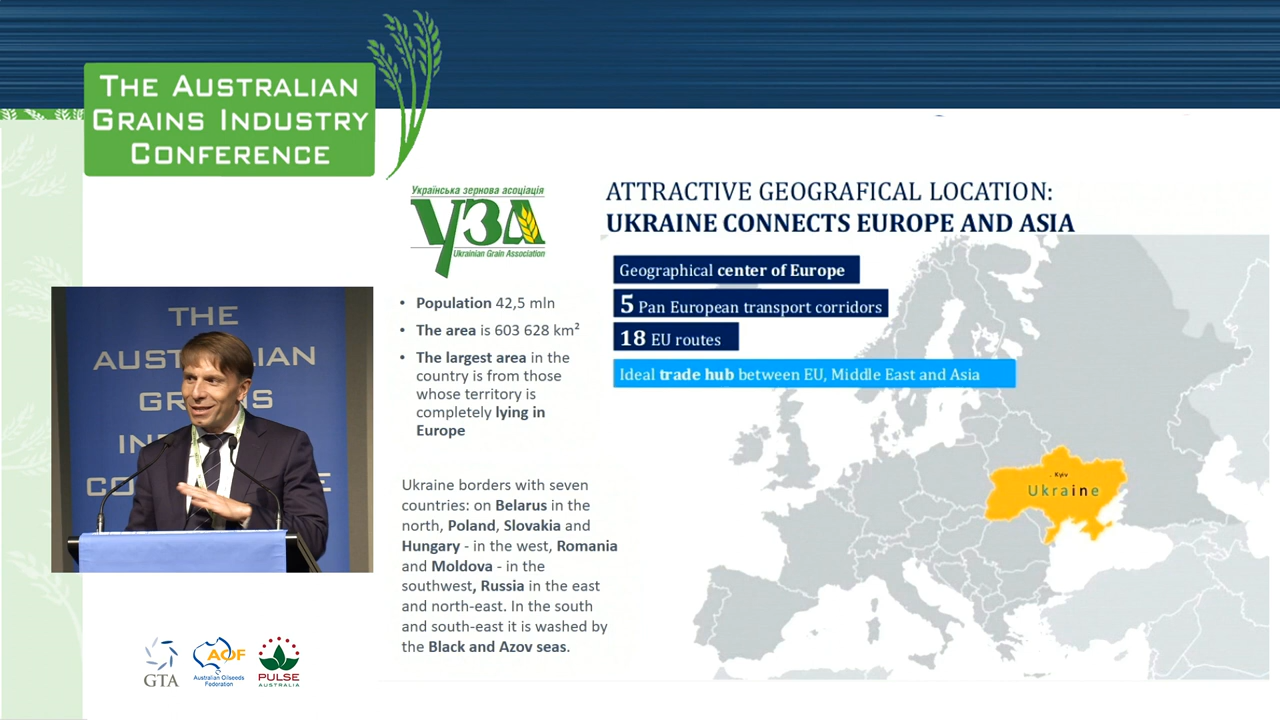 THE AUSTRALIAN
GRAINS INDUSTRY
CONFERENCE
Українська зернова асоціація
УЗА
Ukrainian Grain Association
ATTRACTIVE GEOGRAFICAL LOCATION:
UKRAINE CONNECTS EUROPE AND ASIA
Geographical center of Europe
5 Pan European transport corridors
18 EU routes
Ideal trade hub between EU, Middle East and Asia
• Population 42,5 mln
• The area is 603 628 km²
• The largest area in the
country is from those
whose territory is
completely lying in
Europe
Ukraine borders with seven
countries: on Belarus in the
north, Poland, Slovakia and
Hungary - in the west, Romania
and Moldova - in the
southwest, Russia in the east
and north-east. In the south
and south-east it is washed by
the Black and Azov seas.
Kyiv
Ukraine
THE
AUSTRALIAN
GR NS
IN
CO E
GTA
AOF
Australian Oilseeds
Federation
PULSE
AUSTRALIA